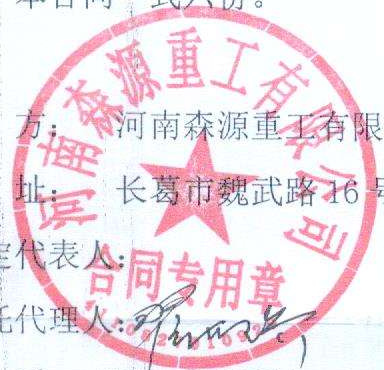 本合同一式六份。
方： 河南森源重工有限
址： 长葛市魏武路 16 号
定代表人：
托代理人：
河南森源重工有限公司
合同专用章